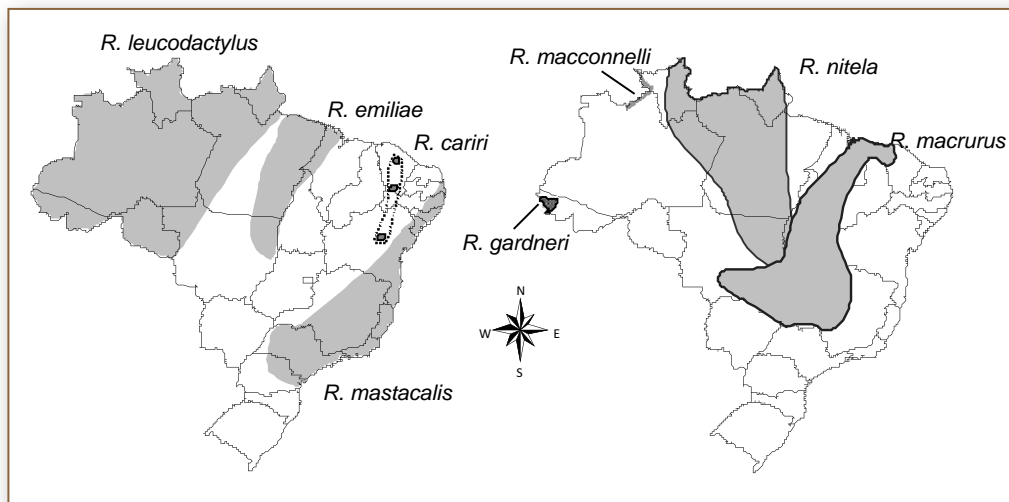 R. leucodactylus
R. emiliae
R. cariri
R. mastacalis
R. macconnelli
R. nitela
R. macrurus
R. gardneri
N
W
E
S